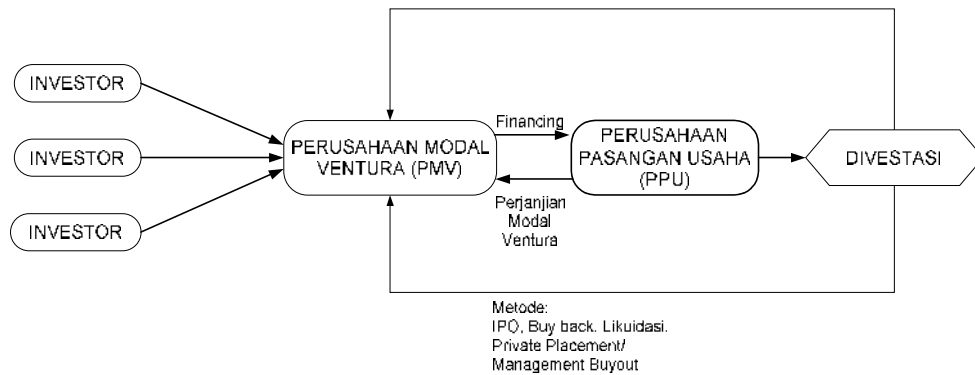 INVESTOR
INVESTOR
INVESTOR
PERUSAHAAN MODAL
VENTURA (PMV)
Financing
Perjanjian
Modal
Ventura
PERUSAHAAN
PASANGAN USAHA
(PPU)
DIVESTASI
Metode:
IPO, Buy back. Likuidasi.
Private Placement/
Management Buyout